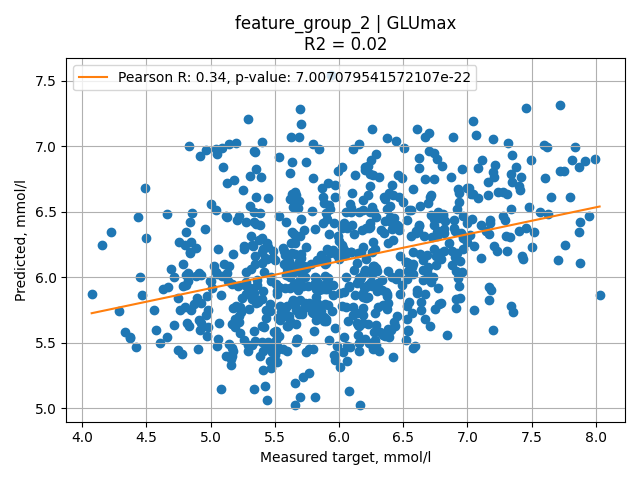 feature_group_2 | GLUmax
R2 = 0.02
Pearson R: 0.34, p-value: 7.007079541572107e-22
Predicted, mmol/l
7.5
7.0
6.5
6.0
5.5
5.0
4.0 4.5 5.0 5.5 6.0 6.5 7.0 7.5 8.0
Measured target, mmol/l